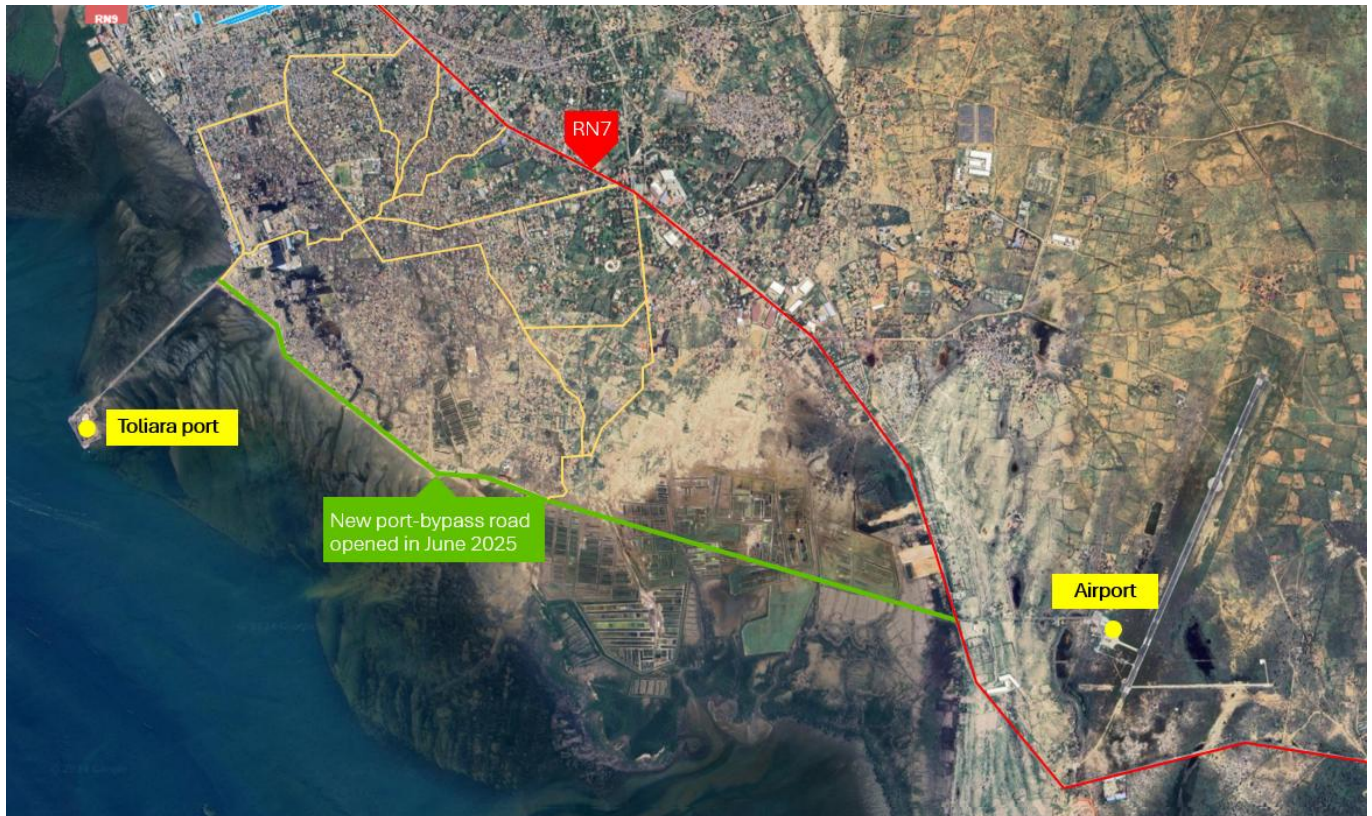 RN9
RN7
Toliara port
New port-bypass road
opened in June 2025
Airport